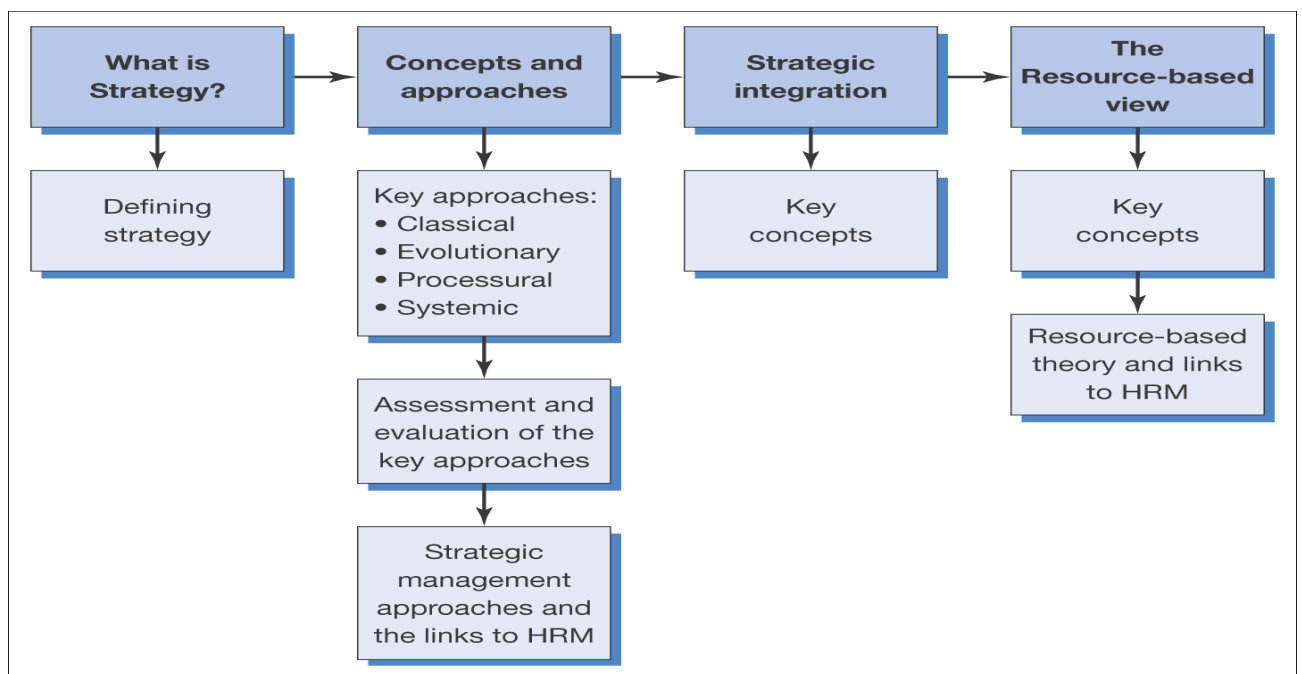 What is
Strategy?
Concepts and
approaches
Strategic
integration
The
Resource-based
view
Defining
strategy
Key approaches:
• Classical
• Evolutionary
• Processural
• Systemic
Key
concepts
Key
concepts
Resource-based
theory and links
to HRM
Assessment and
evaluation of the
key approaches
Strategic
management
approaches and
the links to HRM